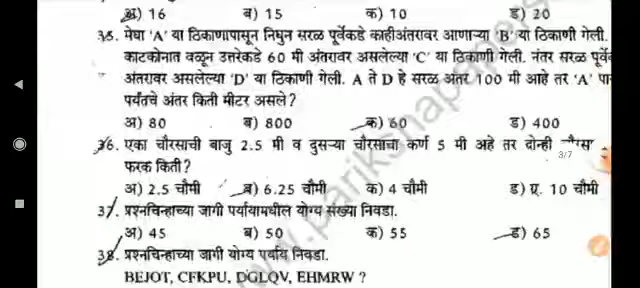 अ) 16 ब) 15 क) 10 ड) 20
35. मेघा 'A' या ठिकाणापासून निघुन सरळ पूर्वेकडे काहीअंतरावर आणाऱ्या 'B' या ठिकाणी गेली.
काटकोनात वळून उत्तरेकडे 60 मी अंतरावर असलेल्या 'C' या ठिकाणी गेली. नंतर सरळ पूर्वे
अंतरावर असलेल्या 'D' या ठिकाणी गेली. A ते D हे सरळ अंतर 100 मी आहे तर 'A' पा
पर्यंतचे अंतर किती मीटर असले?
अ) 80 ब) 800 क) 60 ड) 400
36. एका चौरसाची बाजु 2.5 मी व दुसऱ्या चौरसाचा कर्ण 5 मी अहे तर दोन्ही
3/7
फरक किती?
अ) 2.5 चौमी ब) 6.25 चौमी क) 4 चौमी ड) प्र. 10 चौमी
37. प्रश्नचिन्हाच्या जागी पर्यायामधील योग्य संख्या निवडा.
अ) 45 ब) 50 क) 55 ड) 65
38. प्रश्नचिन्हाच्या जागी योग्य पर्याय निवडा.
BEJOT, CFKPU, DGLQV, EHMRW ?